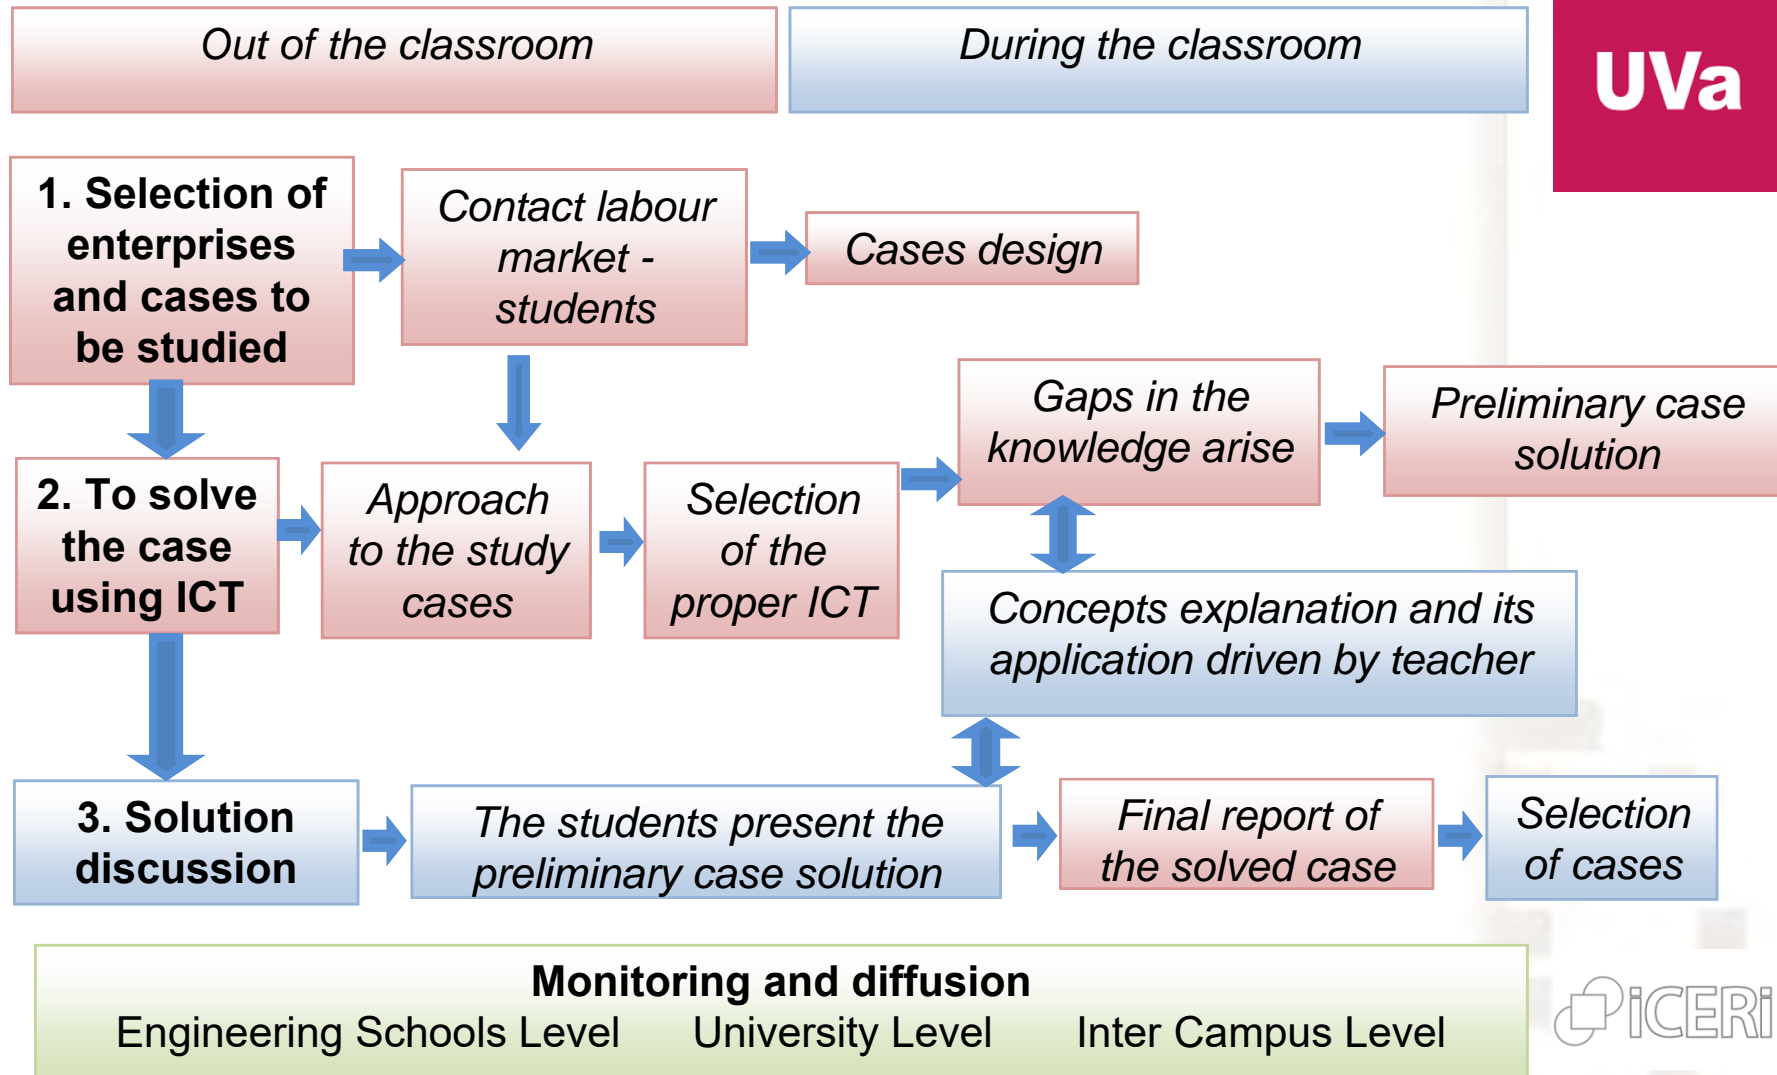 Out of the classroom
During the classroom
UVa
1. Selection of
enterprises
and cases to
be studied
Contact labour
market -
students
Cases design
Gaps in the
knowledge arise
Preliminary case
solution
2. To solve
the case
using ICT
Approach
to the study
cases
Selection
of the
proper ICT
Concepts explanation and its
application driven by teacher
3. Solution
discussion
The students present the
preliminary case solution
Final report of
the solved case
Selection
of cases
Monitoring and diffusion
Engineering Schools Level University Level Inter Campus Level
iCERi